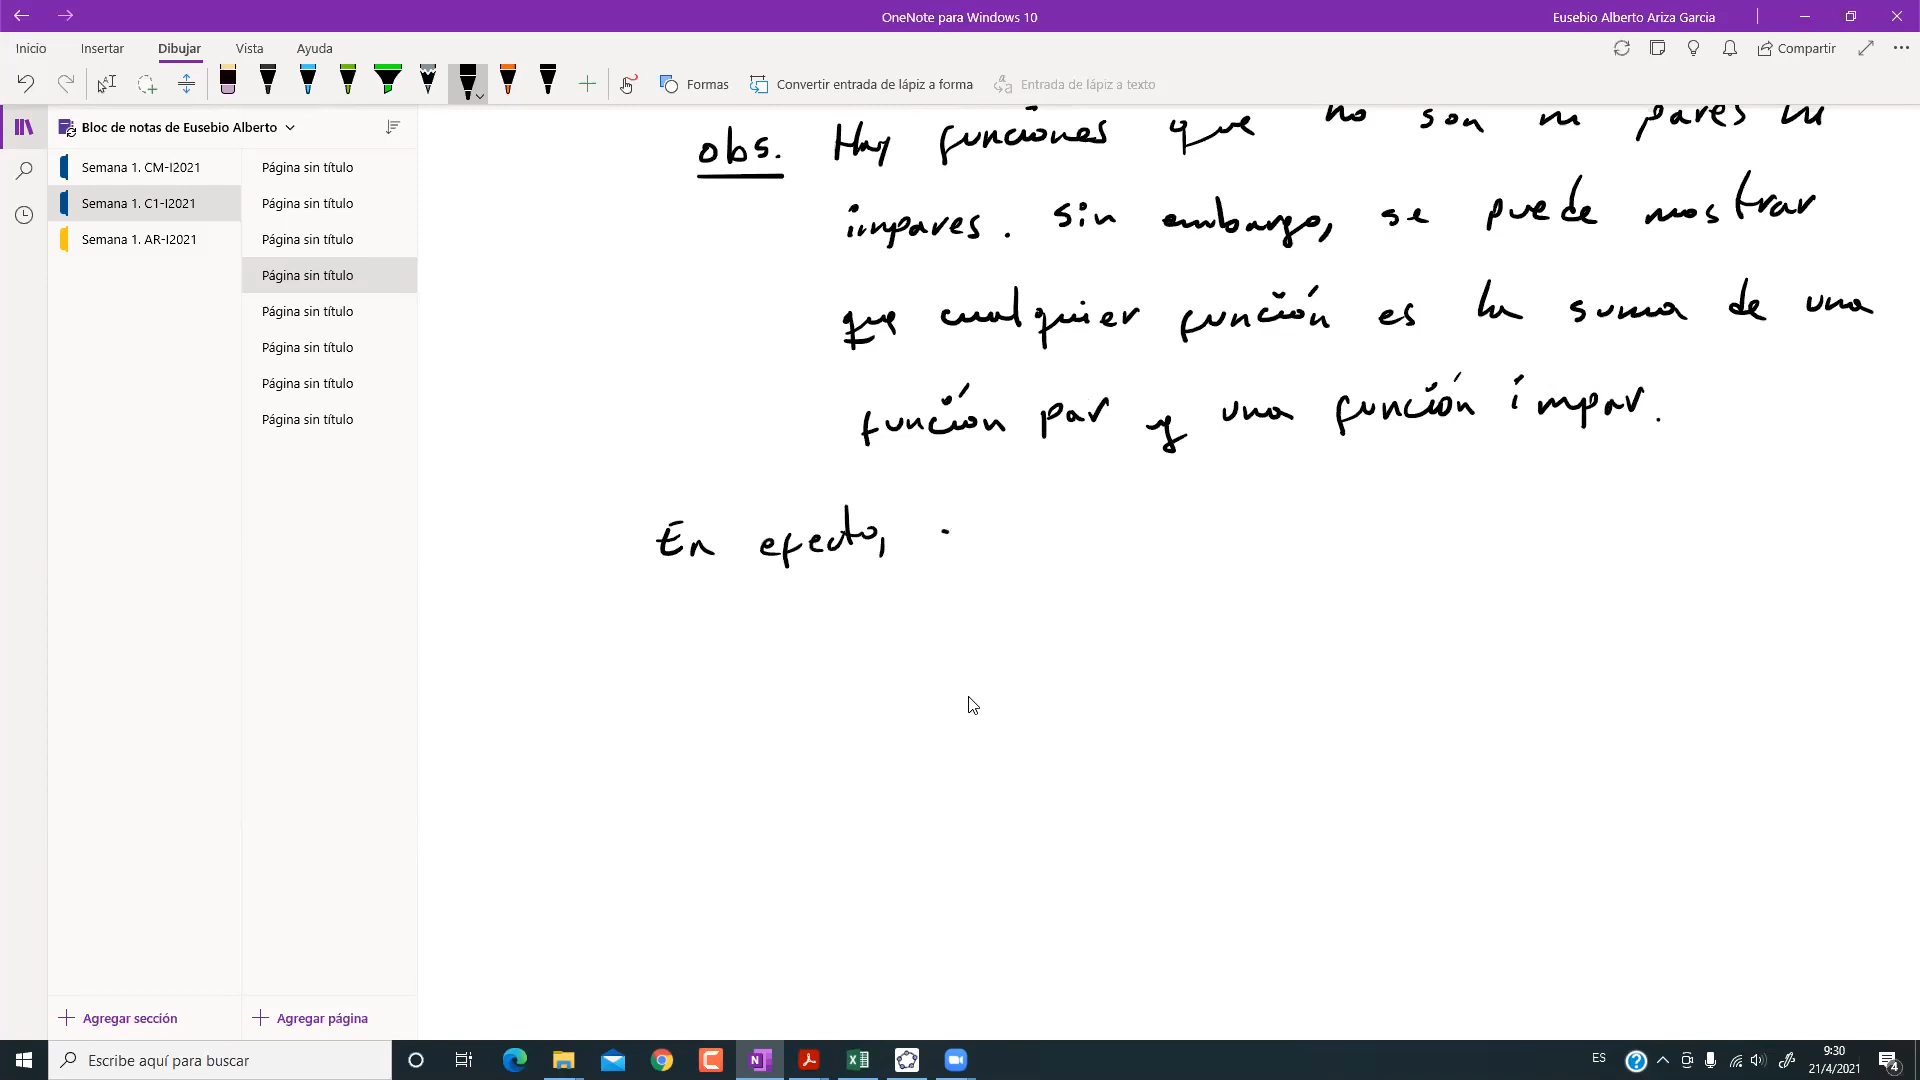 OneNote para Windows 10
Eusebio Alberto Ariza Garcia
Inicio Insertar Dibujar Vista Ayuda
Compartir
Formas Convertir entrada de lápiz a forma Entrada de lápiz a texto
Bloc de notas de Eusebio Alberto
Semana 1. CM-I2021
Semana 1. C1-I2021
Semana 1. AR-I2021
Página sin título
Página sin título
Página sin título
Página sin título
Página sin título
Página sin título
Página sin título
Página sin título
obs. Hay funciones que no son ni pares ni
impares. Sin embargo, se puede mostrar
que cualquier función es la suma de una
función par y una función impar.
En efecto,
Agregar sección
Agregar página
Escribe aquí para buscar
ES
9:30
21/4/2021
4